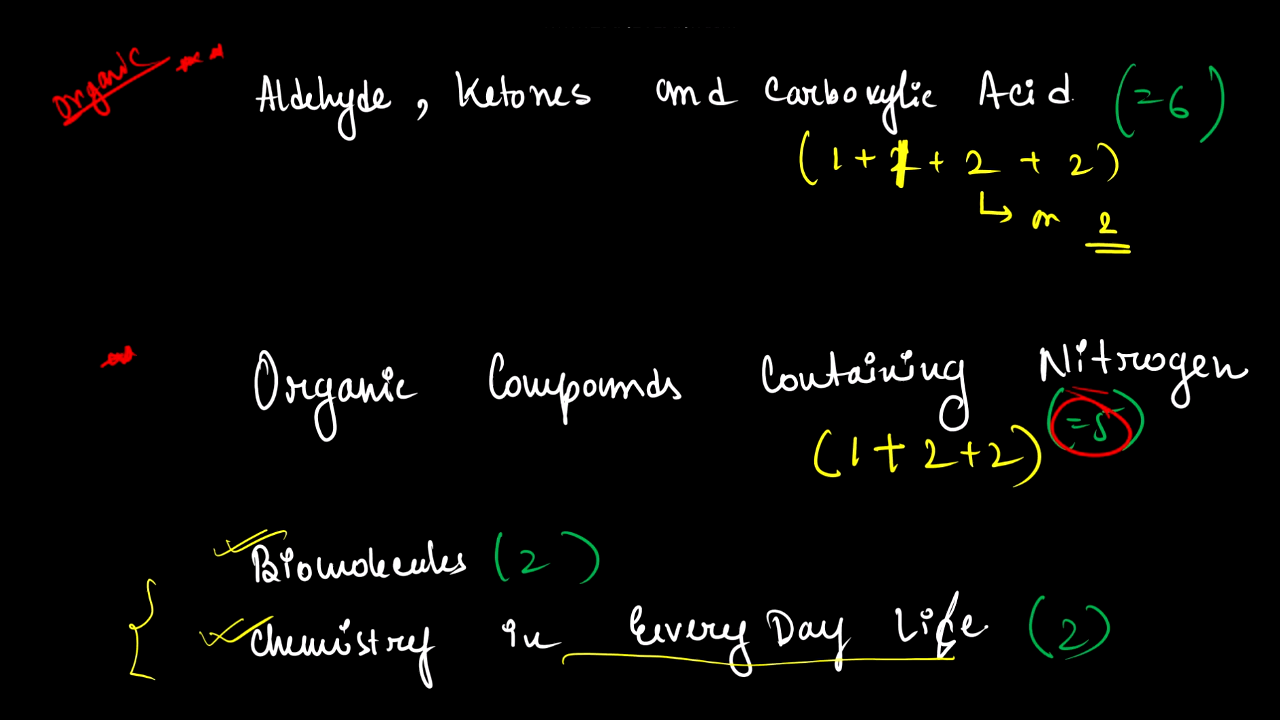 Organic
Aldehyde, Ketones and Carboxylic Acid (=6)
(1 + 1 + 2 + 2)
↳ or 2
Organic Compounds Containing Nitrogen
(=5)
(1 + 2 + 2)
Biomolecules (2)
Chemistry in Every Day Life (2)